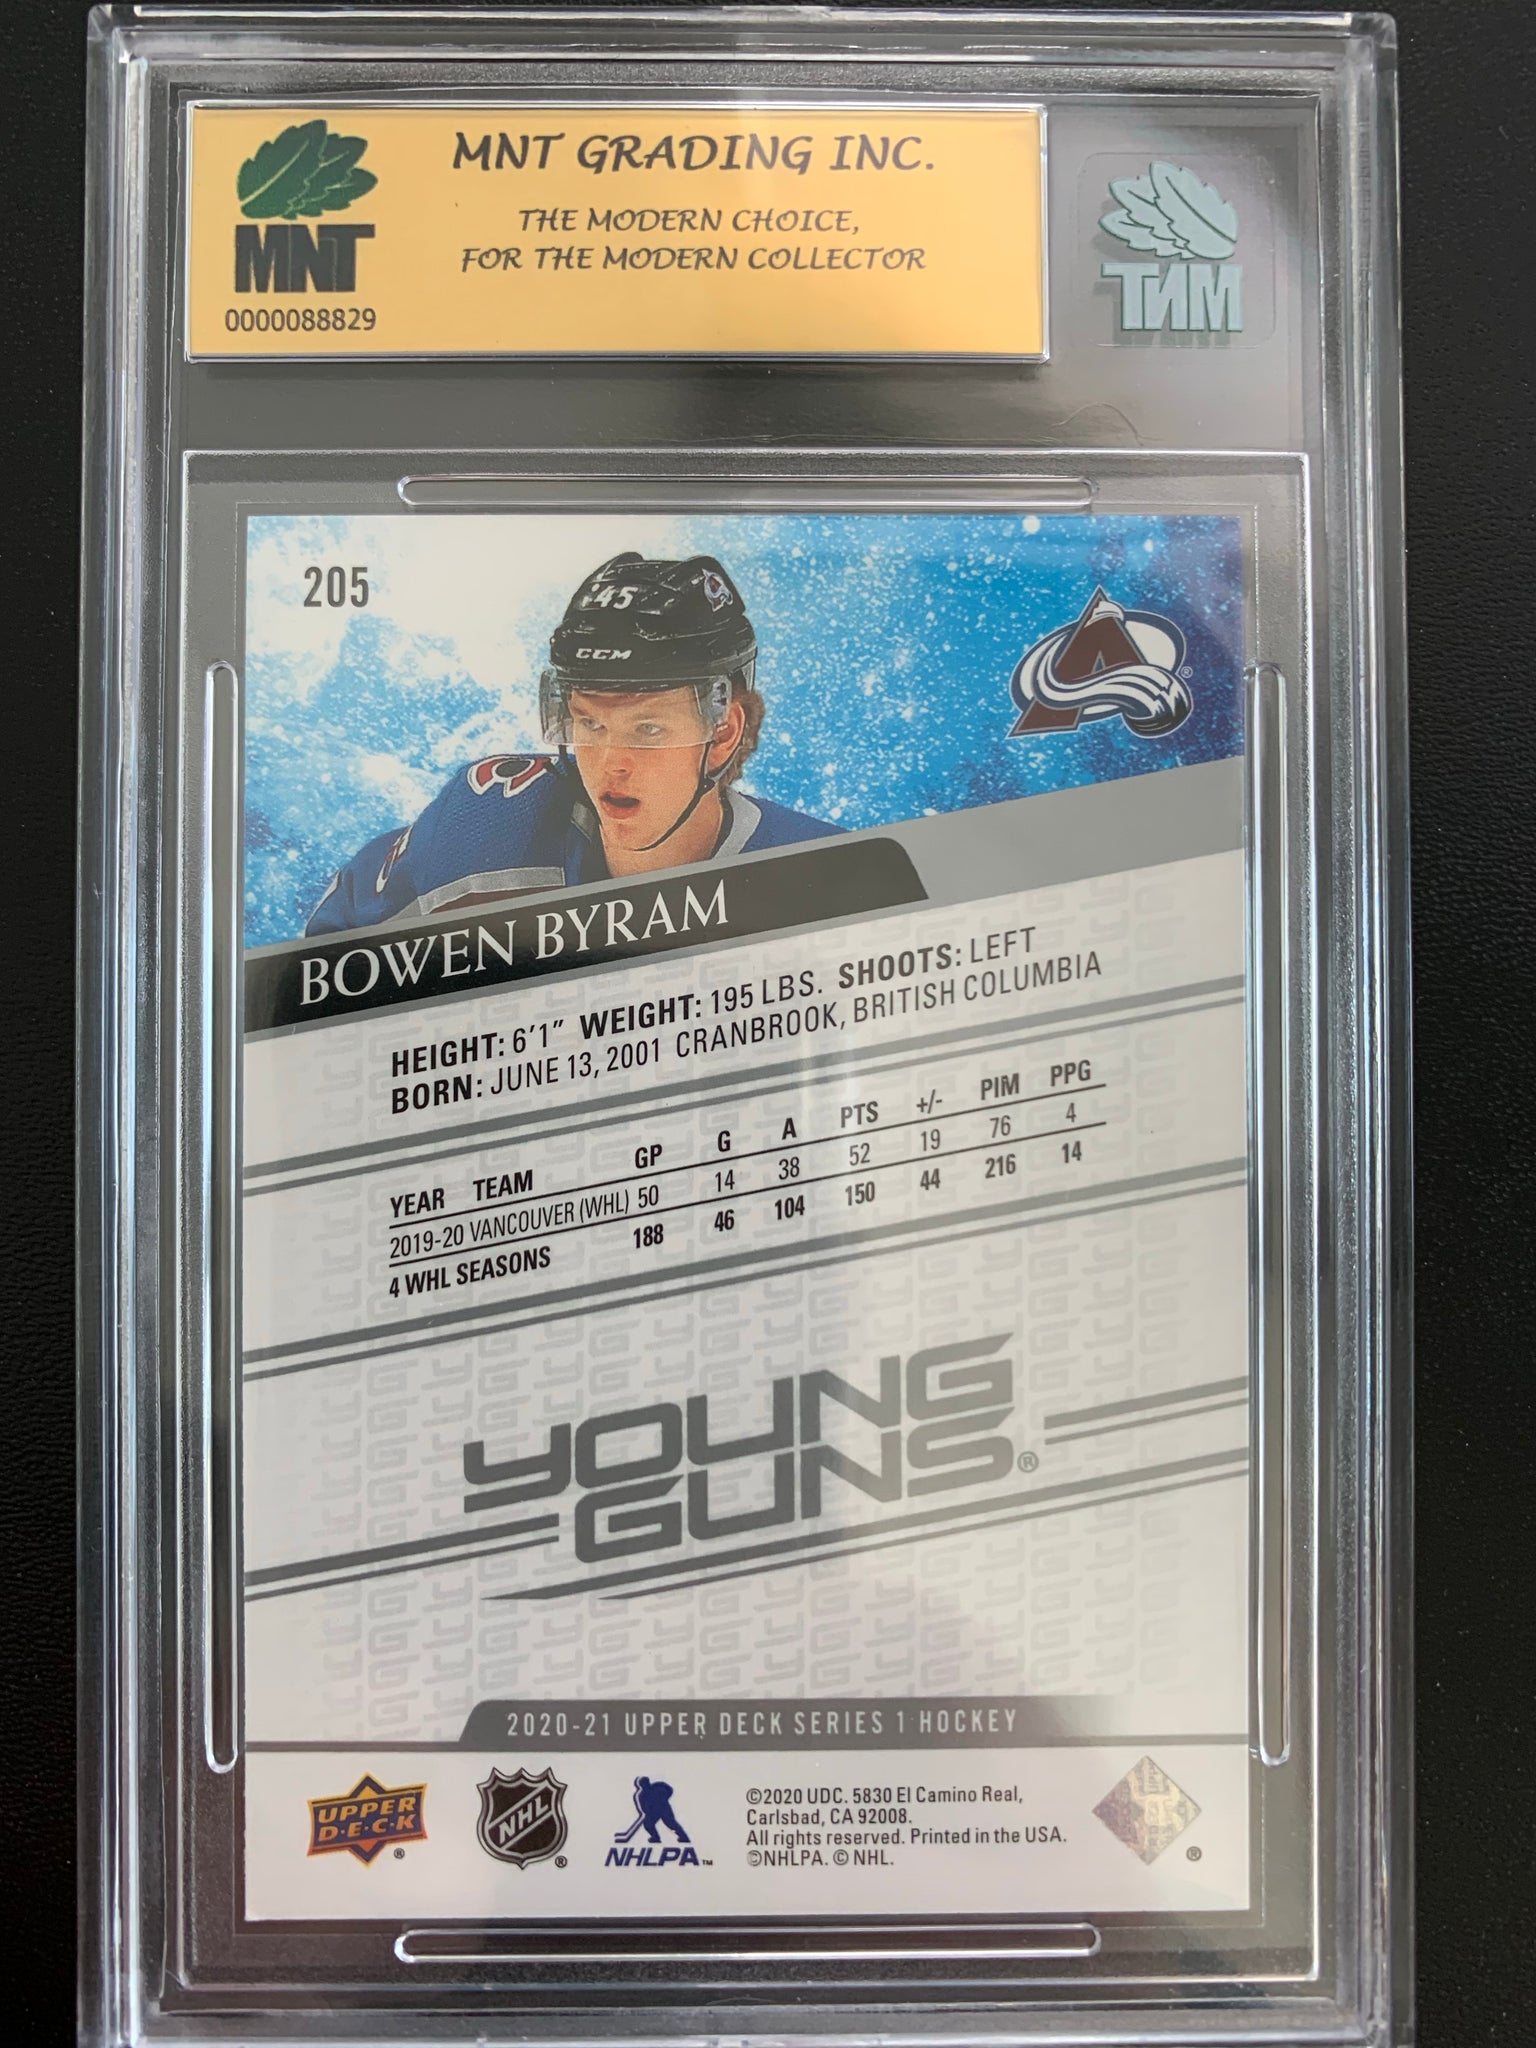 MNT GRADING INC.
THE MODERN CHOICE,
FOR THE MODERN COLLECTOR
MNT
0000088829
MNT
205
45
CCM
BOWEN BYRAM
HEIGHT: 6'1" WEIGHT: 195 LBS. SHOOTS: LEFT
BORN: JUNE 13, 2001 CRANBROOK, BRITISH COLUMBIA
YEAR TEAM GP G A PTS +/- PIM PPG
2019-20 VANCOUVER (WHL) 50 14 38 52 19 76 4
4 WHL SEASONS 188 46 104 150 44 216 14
YOUNG
GUNS®
2020-21 UPPER DECK SERIES 1 HOCKEY
UPPER
D·E·C·K®
NHL®
NHLPA™
©2020 UDC. 5830 El Camino Real,
Carlsbad, CA 92008.
All rights reserved. Printed in the USA.
©NHLPA. © NHL.
®